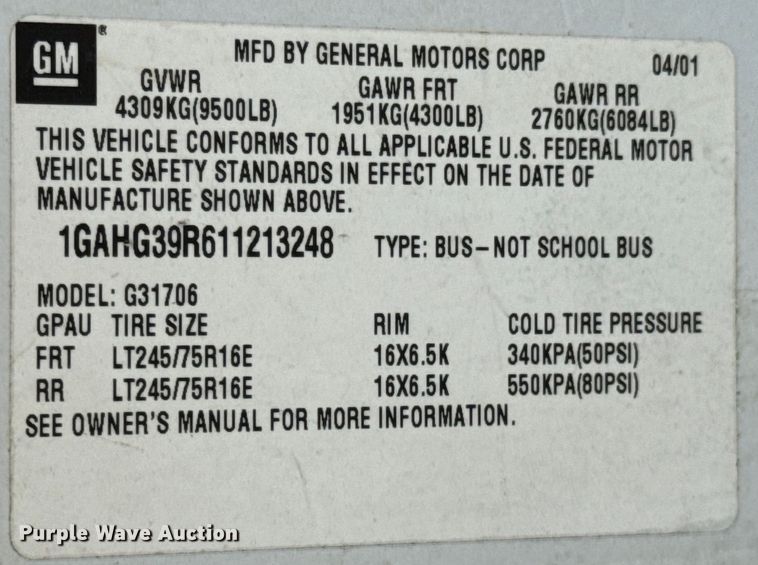 GM ®
MFD BY GENERAL MOTORS CORP 04/01
GVWR GAWR FRT GAWR RR
4309KG(9500LB) 1951KG(4300LB) 2760KG(6084LB)
THIS VEHICLE CONFORMS TO ALL APPLICABLE U.S. FEDERAL MOTOR
VEHICLE SAFETY STANDARDS IN EFFECT ON THE DATE OF
MANUFACTURE SHOWN ABOVE.
1GAHG39R611213248 TYPE: BUS-NOT SCHOOL BUS
MODEL: G31706
GPAU TIRE SIZE RIM COLD TIRE PRESSURE
FRT LT245/75R16E 16X6.5K 340KPA(50PSI)
RR LT245/75R16E 16X6.5K 550KPA(80PSI)
SEE OWNER'S MANUAL FOR MORE INFORMATION.
Purple Wave Auction